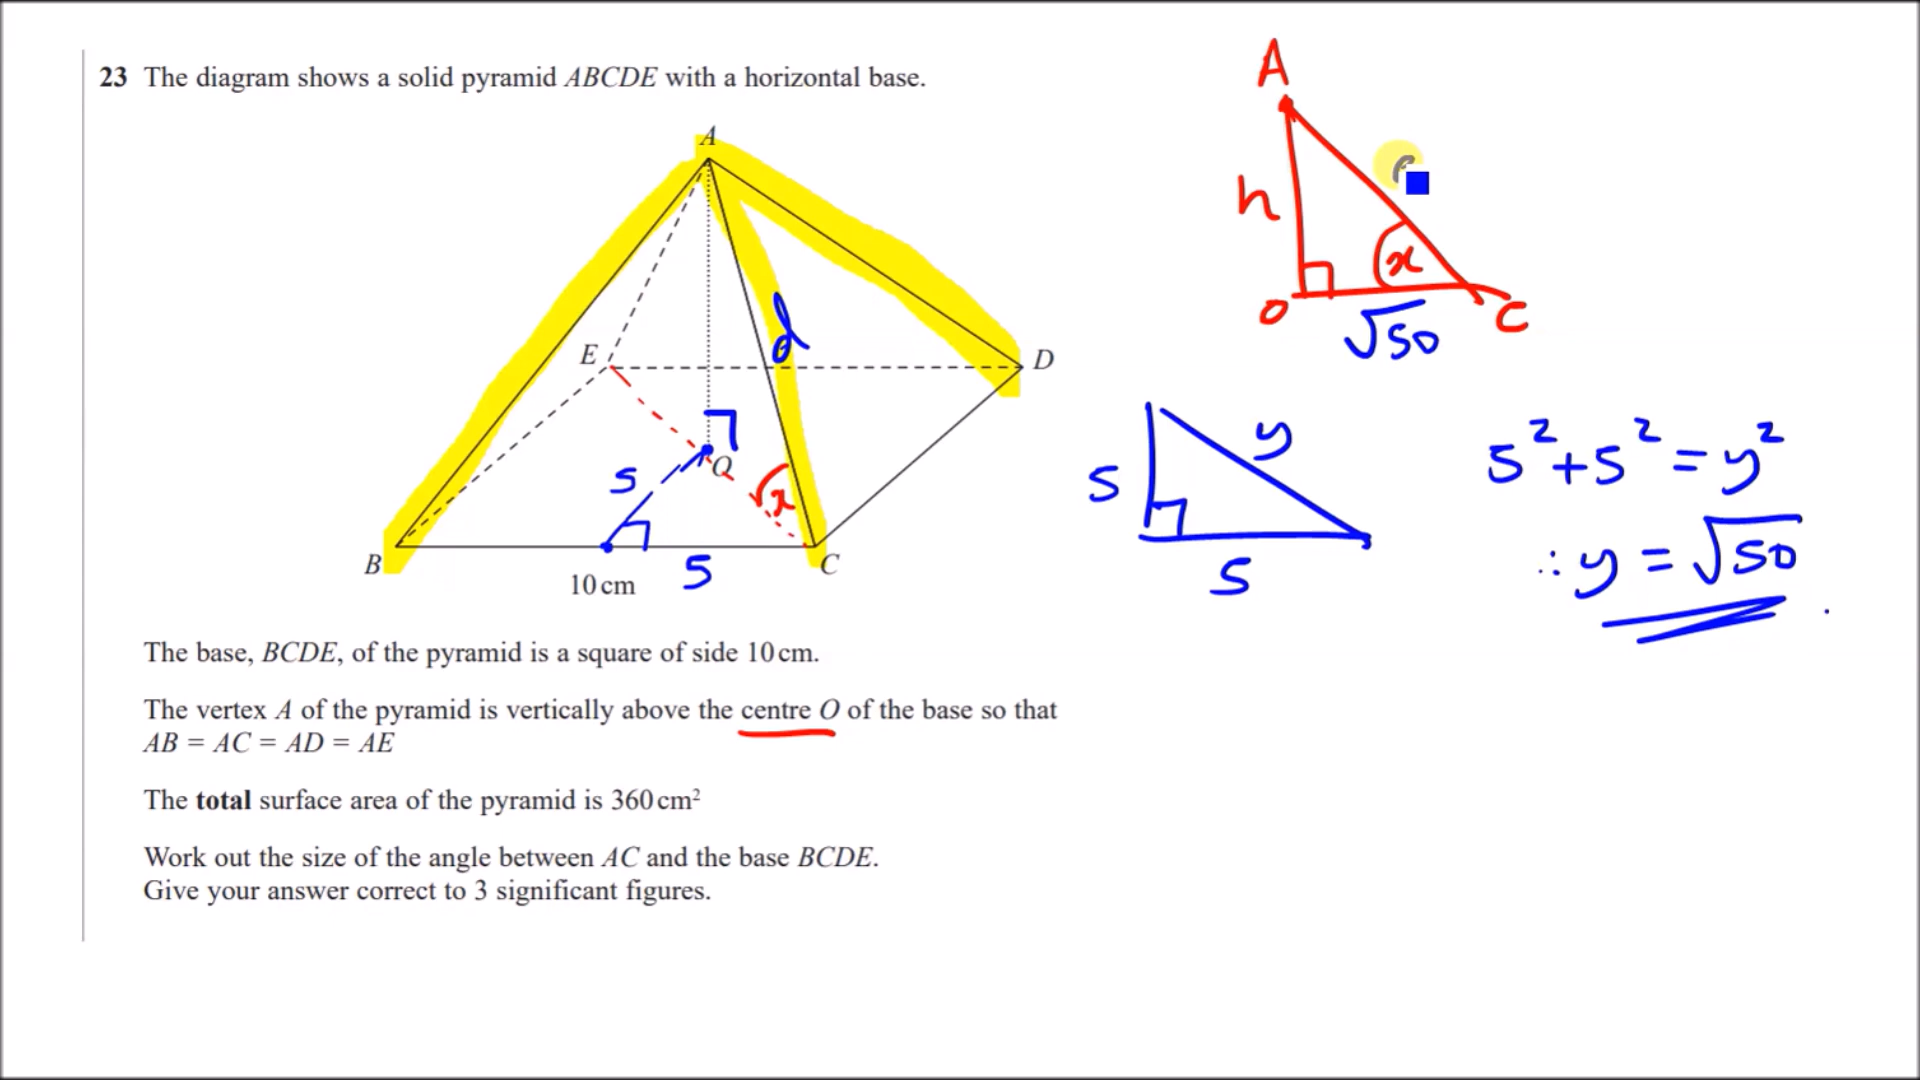 23 The diagram shows a solid pyramid ABCDE with a horizontal base.
A
E
D
d
5
O
x
B
C
10 cm
5
The base, BCDE, of the pyramid is a square of side 10 cm.
The vertex A of the pyramid is vertically above the centre O of the base so that
AB = AC = AD = AE
The total surface area of the pyramid is 360 cm²
Work out the size of the angle between AC and the base BCDE.
Give your answer correct to 3 significant figures.
A
h
x
O
C
√50
5
y
5
5² + 5² = y²
∴ y = √50